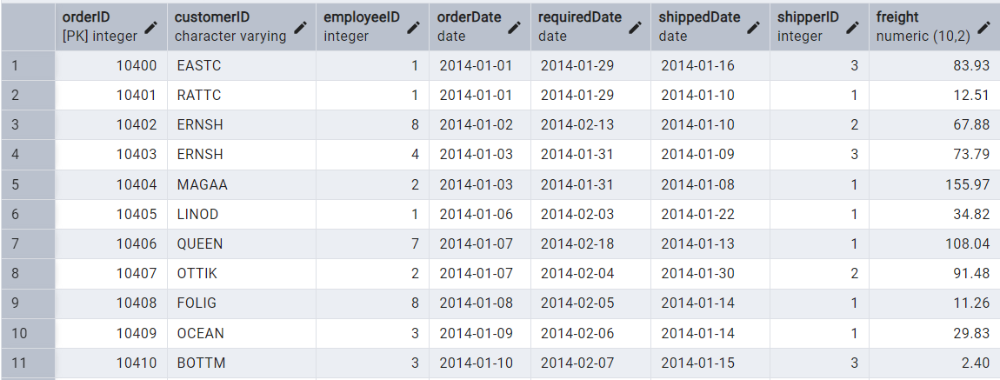 orderID customerID employeeID orderDate requiredDate shippedDate shipperID freight
[PK] integer character varying integer date date date integer numeric (10,2)
1 10400 EASTC 1 2014-01-01 2014-01-29 2014-01-16 3 83.93
2 10401 RATTC 1 2014-01-01 2014-01-29 2014-01-10 1 12.51
3 10402 ERNSH 8 2014-01-02 2014-02-13 2014-01-10 2 67.88
4 10403 ERNSH 4 2014-01-03 2014-01-31 2014-01-09 3 73.79
5 10404 MAGAA 2 2014-01-03 2014-01-31 2014-01-08 1 155.97
6 10405 LINOD 1 2014-01-06 2014-02-03 2014-01-22 1 34.82
7 10406 QUEEN 7 2014-01-07 2014-02-18 2014-01-13 1 108.04
8 10407 OTTIK 2 2014-01-07 2014-02-04 2014-01-30 2 91.48
9 10408 FOLIG 8 2014-01-08 2014-02-05 2014-01-14 1 11.26
10 10409 OCEAN 3 2014-01-09 2014-02-06 2014-01-14 1 29.83
11 10410 BOTTM 3 2014-01-10 2014-02-07 2014-01-15 3 2.40